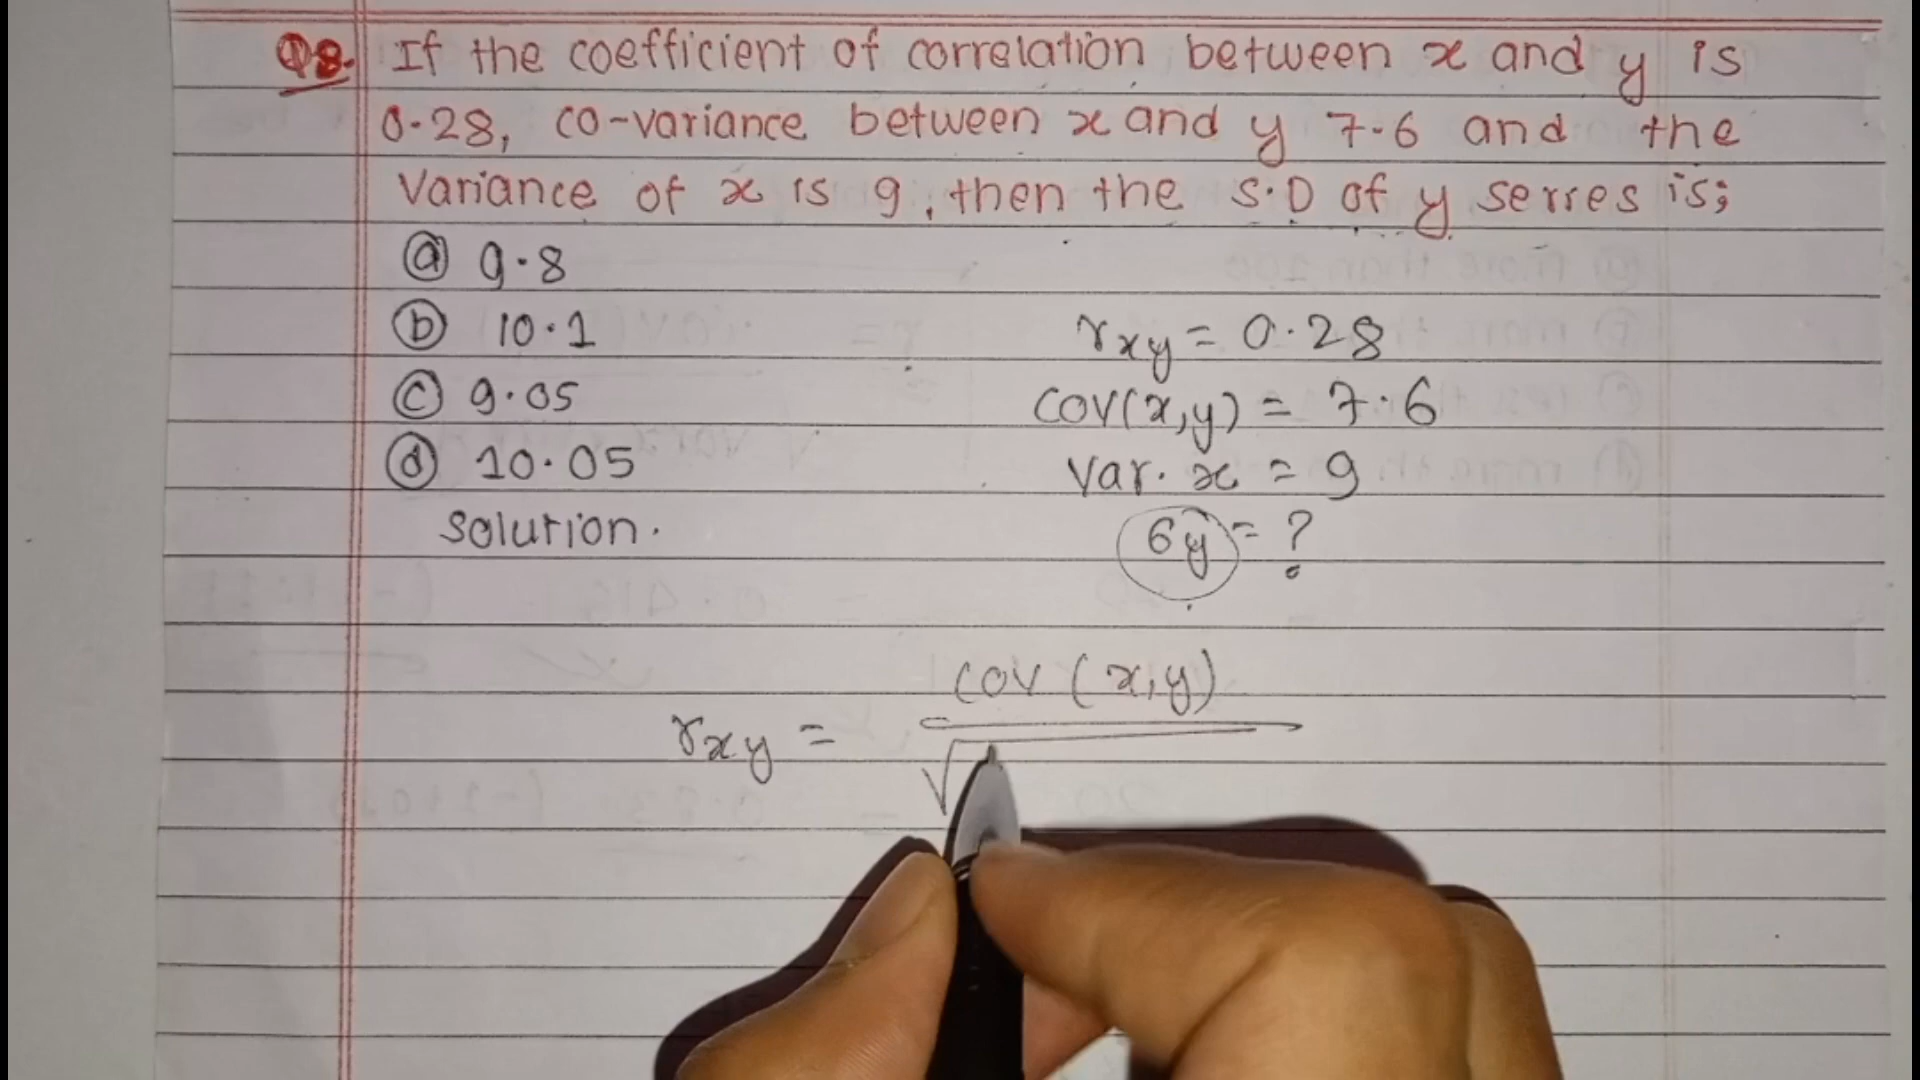 Q8. If the coefficient of correlation between x and y is
0.28, co-variance between x and y 7.6 and the
variance of x is 9, then the S.D of y serres is;
ⓐ 9.8
ⓑ 10.1
ⓒ 9.05
ⓓ 10.05
solution.
rxy = 0.28
cov(x,y) = 7.6
var. x = 9
6y = ?
cov (x,y)
rxy =
√